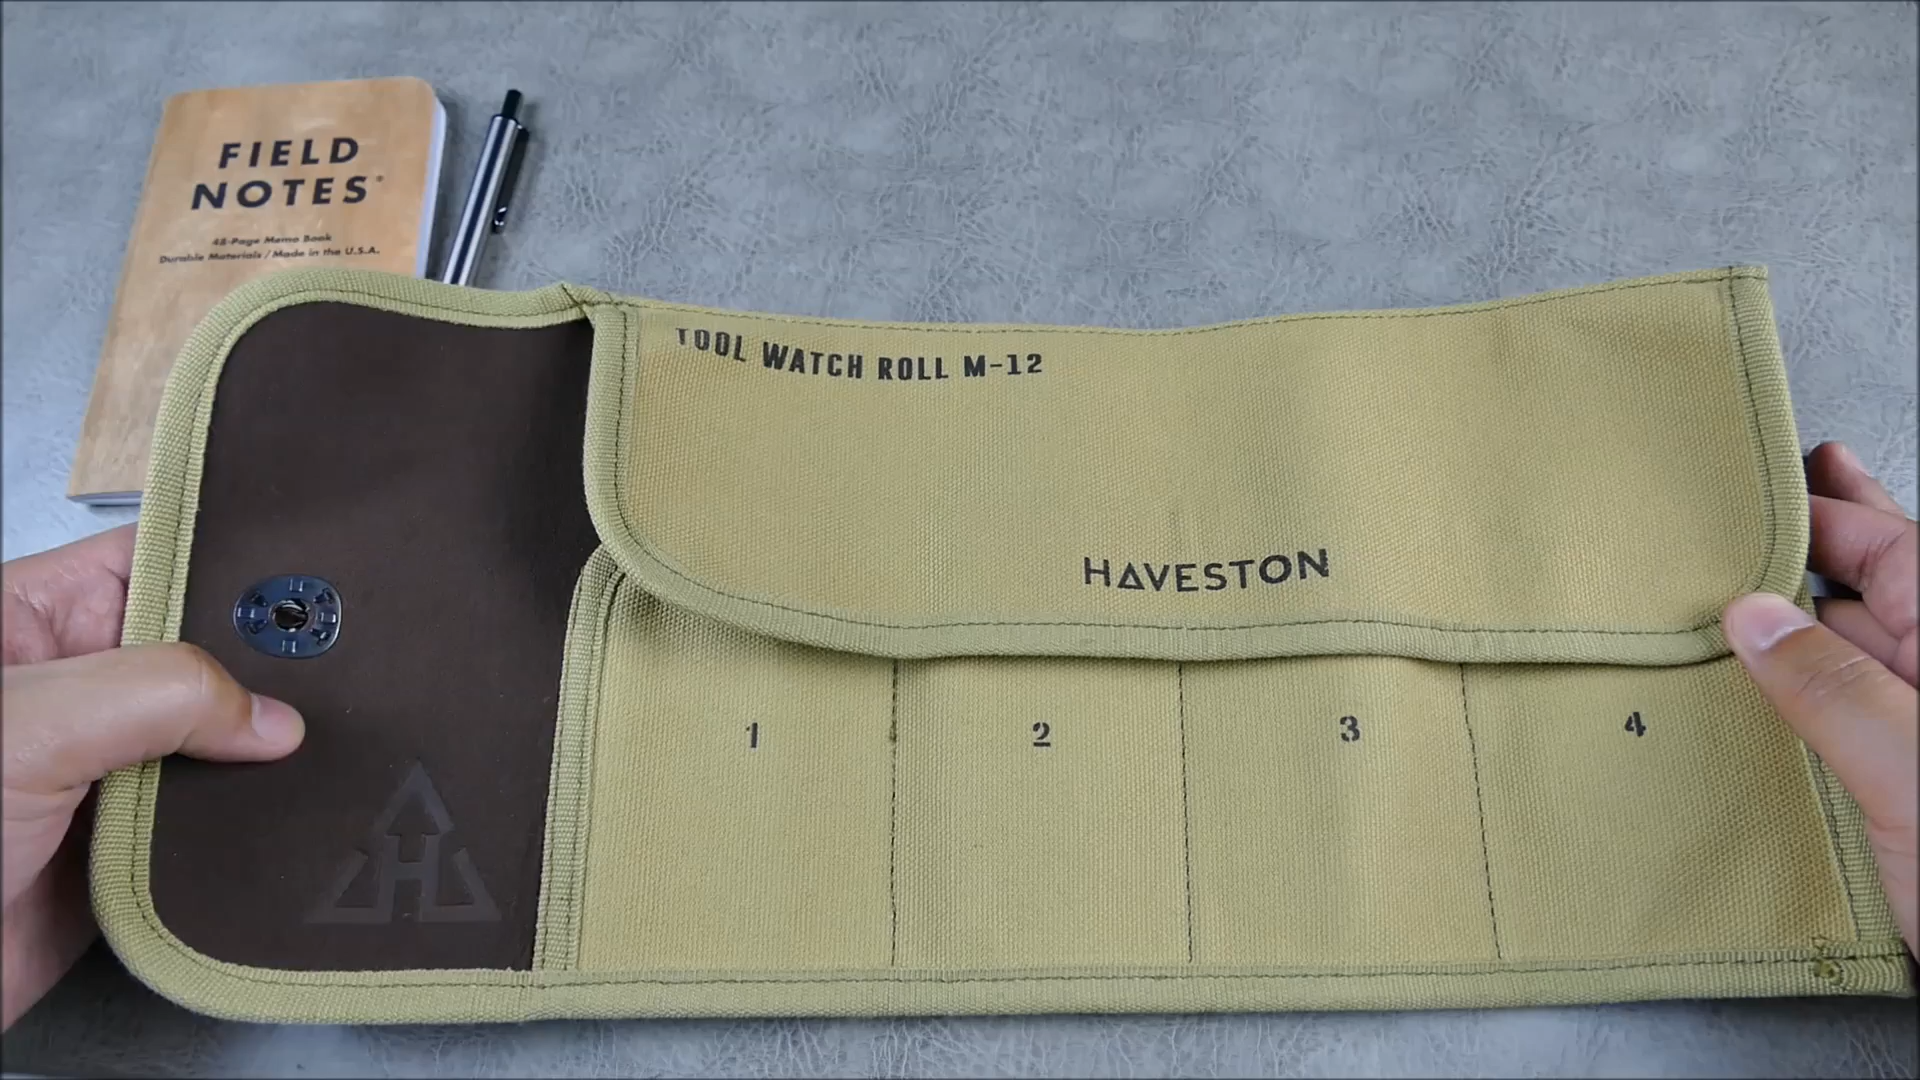 FIELD
NOTES®
48-Page Memo Book
Durable Materials / Made in the U.S.A.
TOOL WATCH ROLL M-12
HAVESTON
1
2
3
4
H